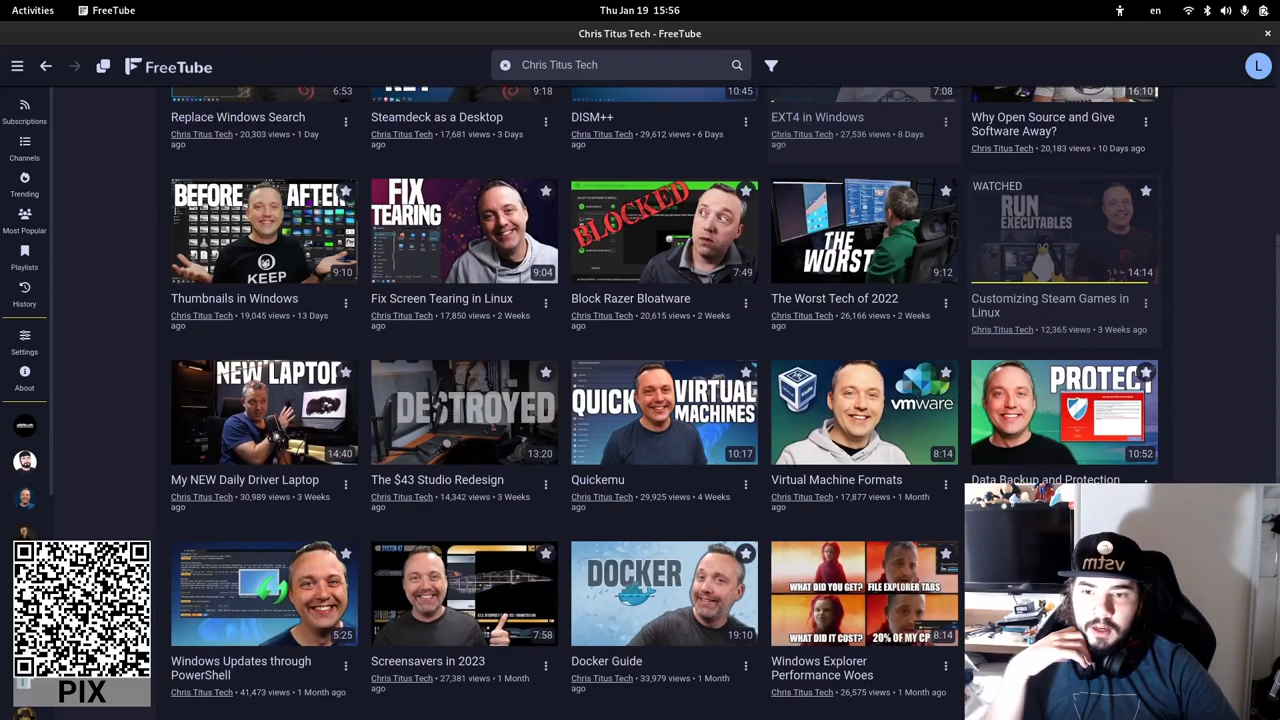 Activities
FreeTube
Thu Jan 19 15:56
en
Chris Titus Tech - FreeTube
FreeTube
Chris Titus Tech
L
Subscriptions
Channels
Trending
Most Popular
Playlists
History
Settings
About
6:53
9:18
10:45
7:08
16:10
Replace Windows Search
Chris Titus Tech • 20,303 views • 1 Day
ago
Steamdeck as a Desktop
Chris Titus Tech • 17,681 views • 3 Days
ago
DISM++
Chris Titus Tech • 29,612 views • 6 Days
ago
EXT4 in Windows
Chris Titus Tech • 27,536 views • 8 Days
ago
Why Open Source and Give
Software Away?
Chris Titus Tech • 20,183 views • 10 Days ago
BEFORE AFTER
KEEP
9:10
FIX
TEARING
9:04
BLOCKED
7:49
THE
WORST
9:12
WATCHED
RUN
EXECUTABLES
14:14
Thumbnails in Windows
Chris Titus Tech • 19,045 views • 13 Days
ago
Fix Screen Tearing in Linux
Chris Titus Tech • 17,850 views • 2 Weeks
ago
Block Razer Bloatware
Chris Titus Tech • 20,615 views • 2 Weeks
ago
The Worst Tech of 2022
Chris Titus Tech • 26,166 views • 2 Weeks
ago
Customizing Steam Games in
Linux
Chris Titus Tech • 12,365 views • 3 Weeks ago
NEW LAPTOP
14:40
DESTROYED
13:20
QUICK VIRTUAL
MACHINES
10:17
vmware
8:14
PROTECT
10:52
My NEW Daily Driver Laptop
Chris Titus Tech • 30,989 views • 3 Weeks
ago
The $43 Studio Redesign
Chris Titus Tech • 14,342 views • 3 Weeks
ago
Quickemu
Chris Titus Tech • 29,925 views • 4 Weeks
ago
Virtual Machine Formats
Chris Titus Tech • 17,877 views • 1 Month
ago
Data Backup and Protection
5:25
7:58
DOCKER
19:10
WHAT DID YOU GET?
FILE EXPLORER TABS
WHAT DID IT COST?
20% OF MY CP
8:14
Windows Updates through
PowerShell
Chris Titus Tech • 41,473 views • 1 Month ago
Screensavers in 2023
Chris Titus Tech • 27,381 views • 1 Month
ago
Docker Guide
Chris Titus Tech • 33,979 views • 1 Month
ago
Windows Explorer
Performance Woes
Chris Titus Tech • 26,575 views • 1 Month ago
PIX